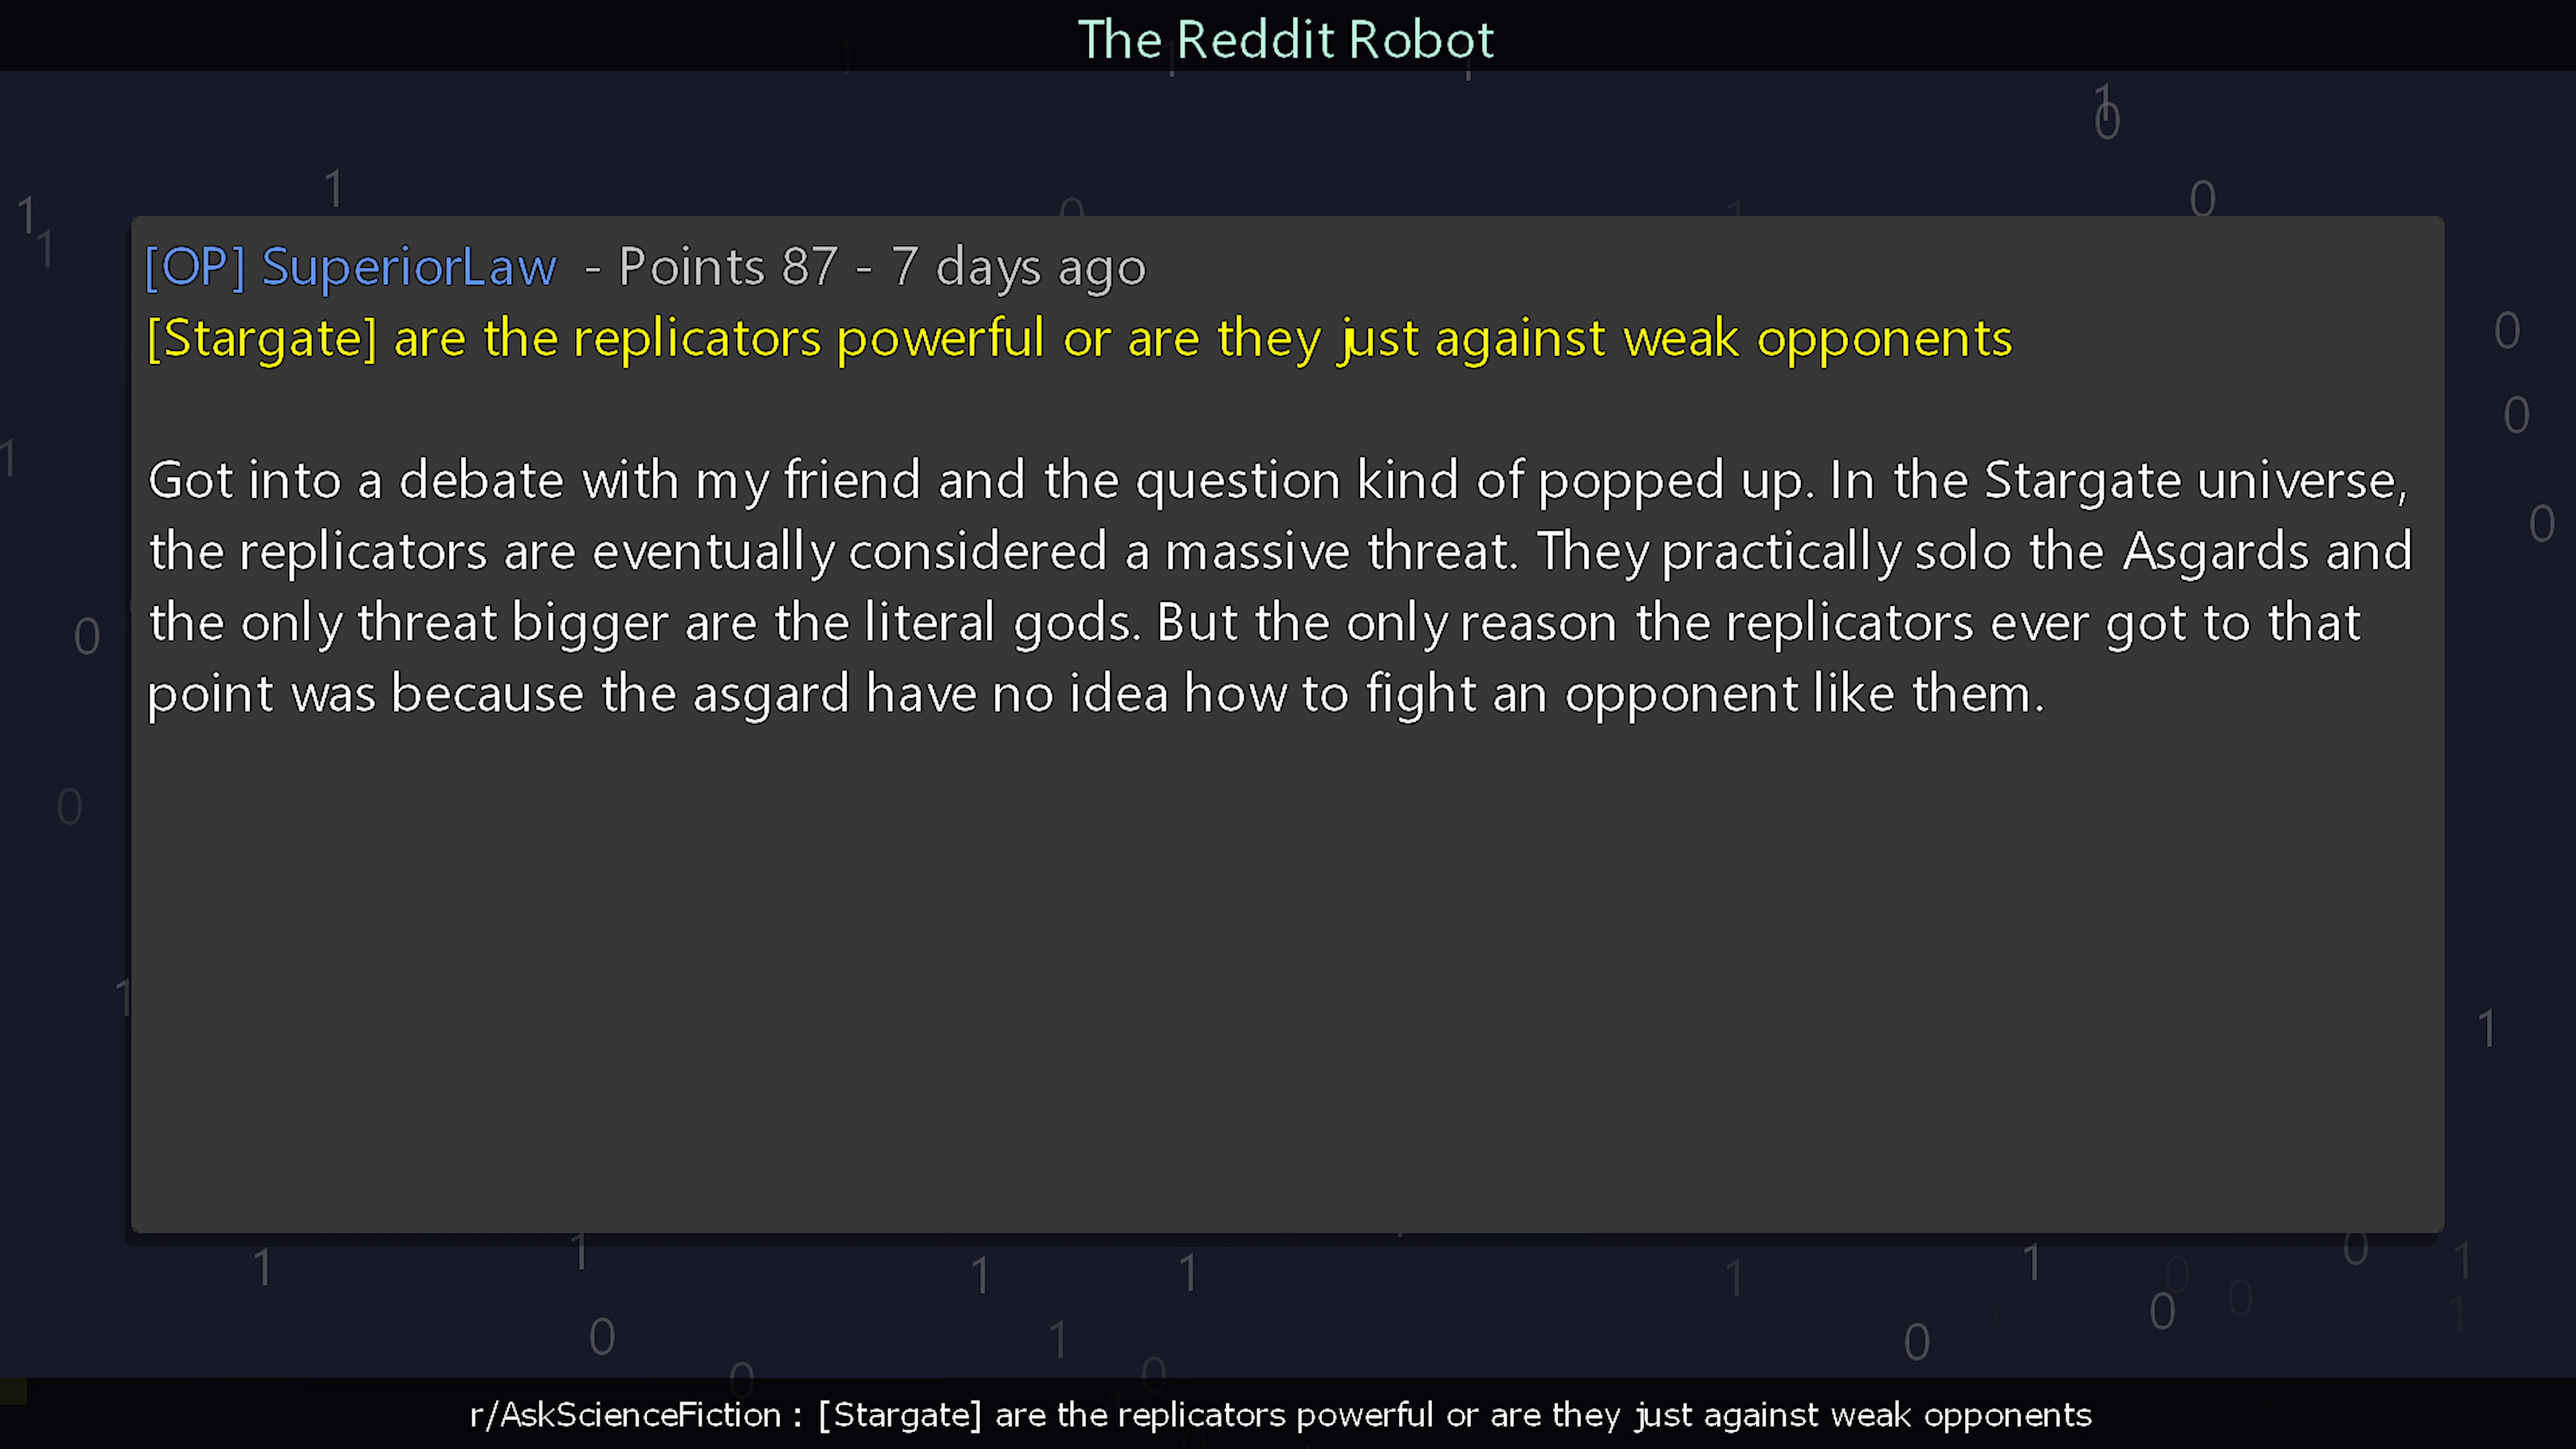 The Reddit Robot
[OP] SuperiorLaw - Points 87 - 7 days ago
[Stargate] are the replicators powerful or are they just against weak opponents
Got into a debate with my friend and the question kind of popped up. In the Stargate universe,
the replicators are eventually considered a massive threat. They practically solo the Asgards and
the only threat bigger are the literal gods. But the only reason the replicators ever got to that
point was because the asgard have no idea how to fight an opponent like them.
r/AskScienceFiction : [Stargate] are the replicators powerful or are they just against weak opponents